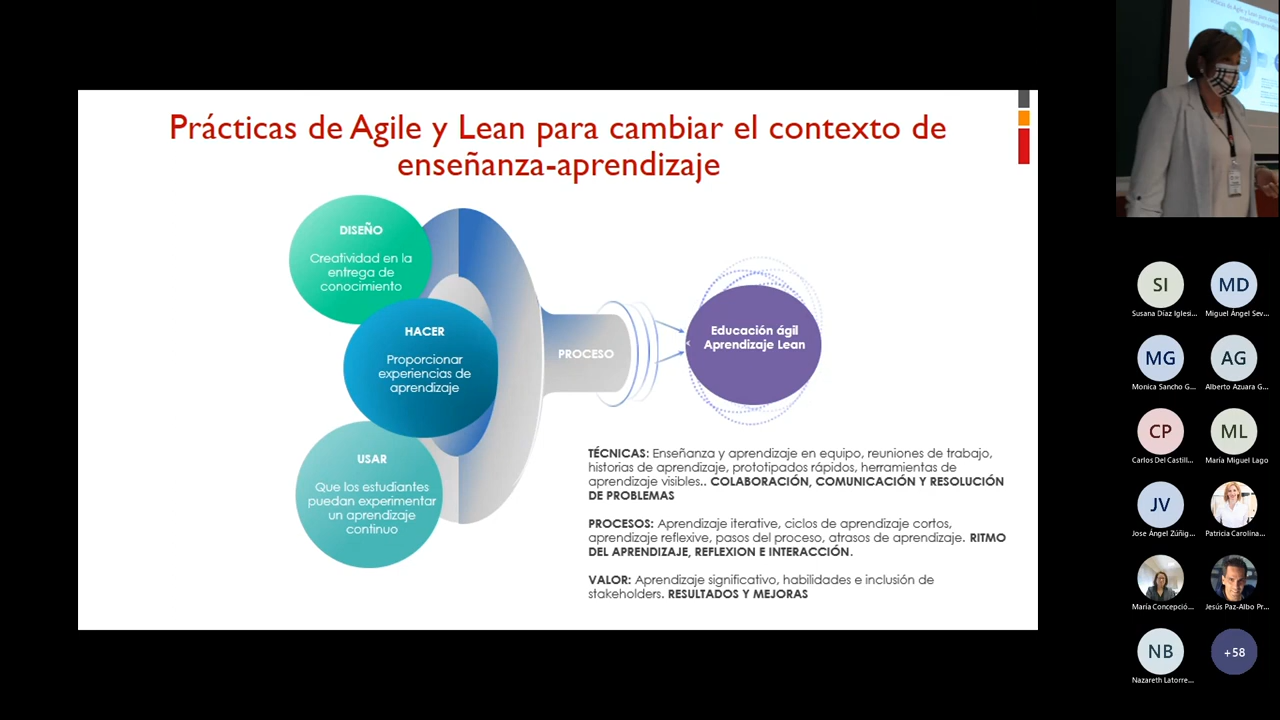 Prácticas de Agile y Lean para cambiar el contexto de
enseñanza-aprendizaje
DISEÑO
Creatividad en la
entrega de
conocimiento
HACER
Proporcionar
experiencias de
aprendizaje
USAR
Que los estudiantes
puedan experimentar
un aprendizaje
continuo
PROCESO
Educación ágil
Aprendizaje Lean
TÉCNICAS: Enseñanza y aprendizaje en equipo, reuniones de trabajo,
historias de aprendizaje, prototipados rápidos, herramientas de
aprendizaje visibles.. COLABORACIÓN, COMUNICACIÓN Y RESOLUCIÓN
DE PROBLEMAS
PROCESOS: Aprendizaje iterative, ciclos de aprendizaje cortos,
aprendizaje reflexive, pasos del proceso, atrasos de aprendizaje. RITMO
DEL APRENDIZAJE, REFLEXION E INTERACCIÓN.
VALOR: Aprendizaje significativo, habilidades e inclusión de
stakeholders. RESULTADOS Y MEJORAS
SI
MD
Susana Díaz Iglesi...
Miguel Ángel Sev...
MG
AG
Monica Sancho G...
Alberto Azuara G...
CP
ML
Carlos Del Castill...
María Miguel Lago
JV
Jose Ángel Zúñig...
Patricia Carolina...
María Concepció...
Jesús Paz-Albo Pr...
NB
+58
Nazareth Latorre...